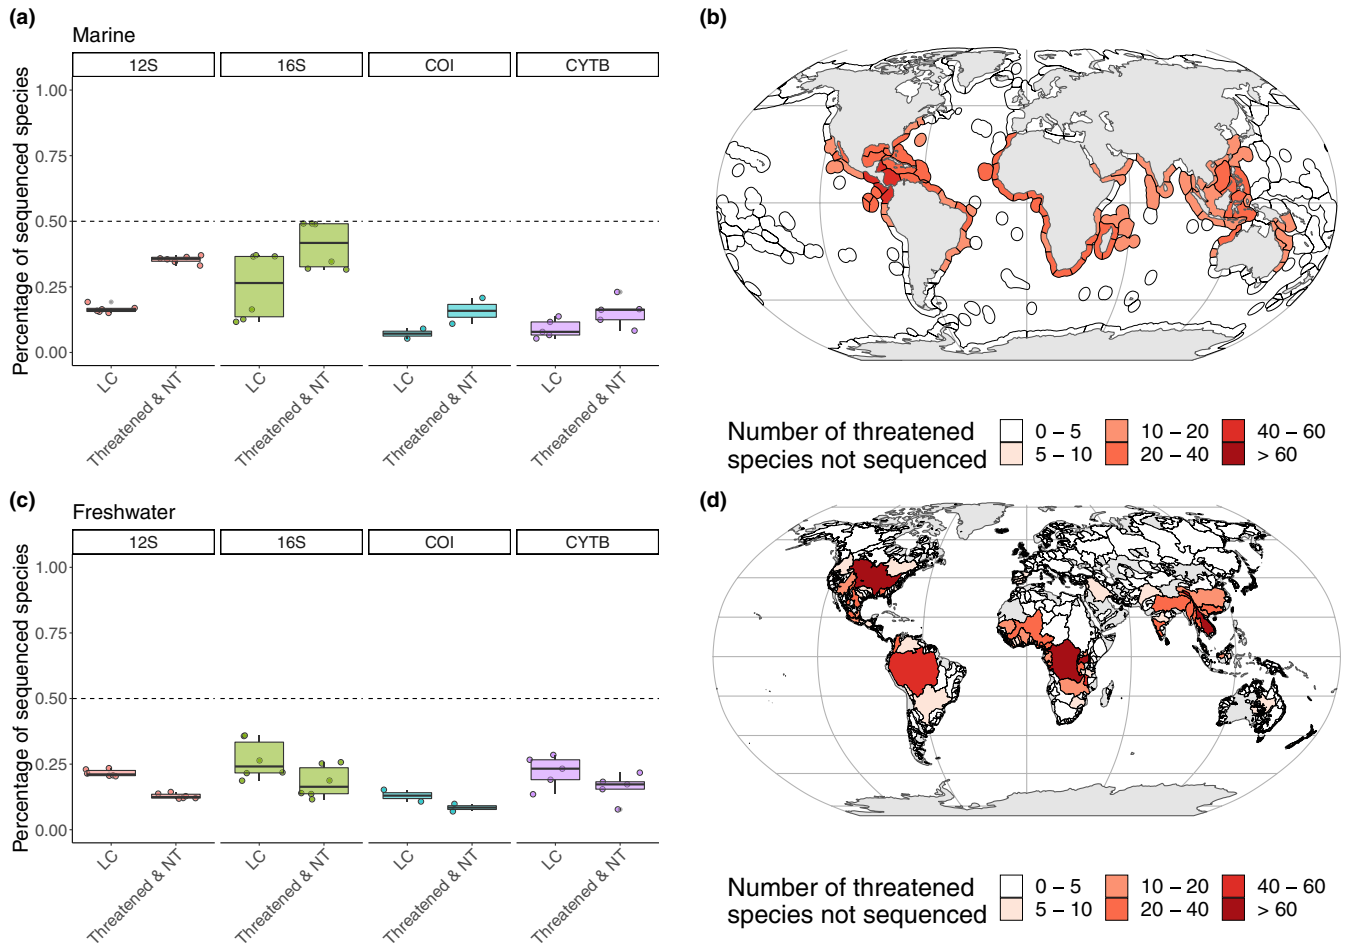 (a)
Marine
12S
16S
COI
CYTB
Percentage of sequenced species
1.00
0.75
0.50
0.25
0.00
LC
Threatened & NT
LC
Threatened & NT
LC
Threatened & NT
LC
Threatened & NT
(b)
Number of threatened
species not sequenced
0 – 5
5 – 10
10 – 20
20 – 40
40 – 60
> 60
(c)
Freshwater
12S
16S
COI
CYTB
Percentage of sequenced species
1.00
0.75
0.50
0.25
0.00
LC
Threatened & NT
LC
Threatened & NT
LC
Threatened & NT
LC
Threatened & NT
(d)
Number of threatened
species not sequenced
0 – 5
5 – 10
10 – 20
20 – 40
40 – 60
> 60